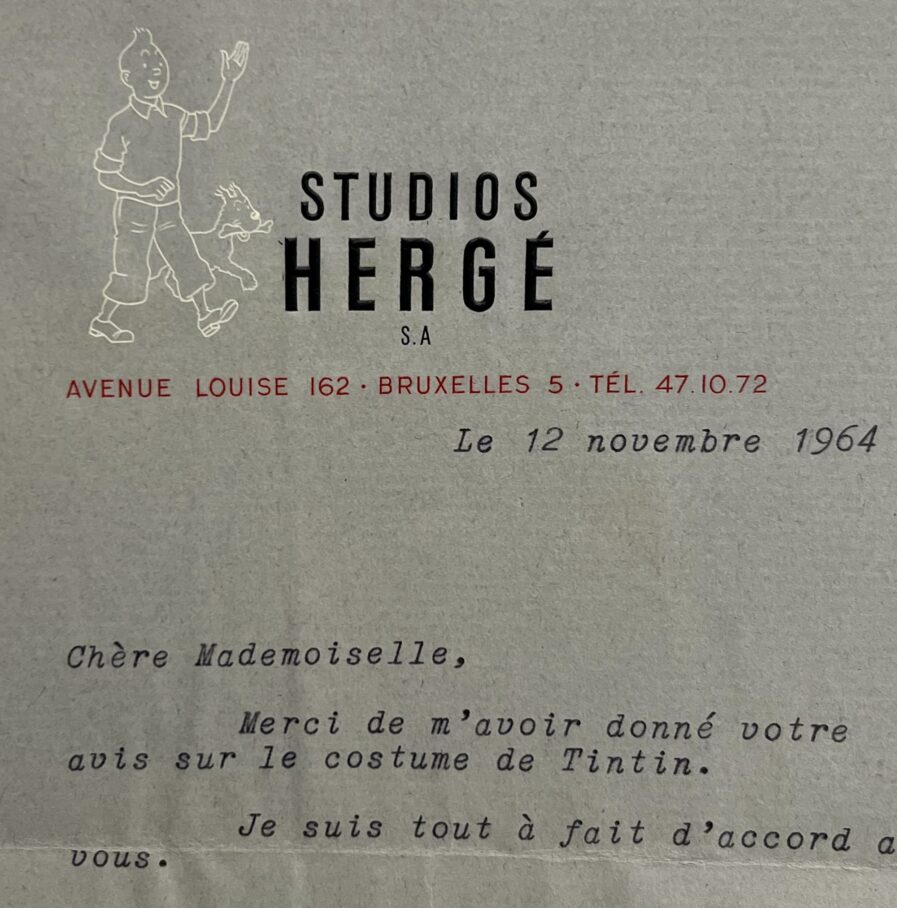 STUDIOS
HERGÉ
S.A
AVENUE LOUISE 162 · BRUXELLES 5 · TÉL. 47.10.72
Le 12 novembre 1964
Chère Mademoiselle,
Merci de m’avoir donné votre
avis sur le costume de Tintin.
Je suis tout à fait d’accord a
vous.